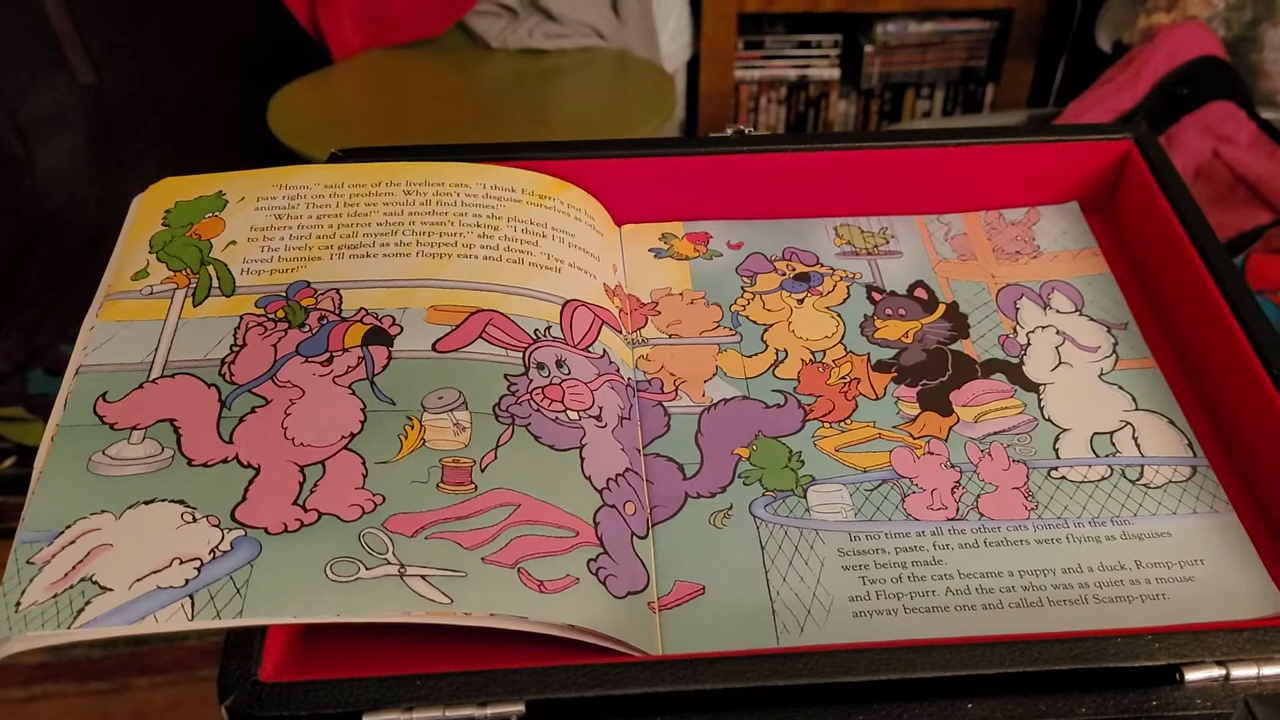 "Hmm," said one of the liveliest cats, "I think Ed-grrr's put his
paw right on the problem. Why don't we disguise ourselves as other
animals? Then I bet we would all find homes!"
"What a great idea!" said another cat as she plucked some
feathers from a parrot when it wasn't looking. "I think I'll pretend
to be a bird and call myself Chirp-purr," she chirped.
The lively cat giggled as she hopped up and down. "I've always
loved bunnies. I'll make some floppy ears and call myself
Hop-purr!"
In no time at all the other cats joined in the fun.
Scissors, paste, fur, and feathers were flying as disguises
were being made.
Two of the cats became a puppy and a duck, Romp-purr
and Flop-purr. And the cat who was as quiet as a mouse
anyway became one and called herself Scamp-purr.